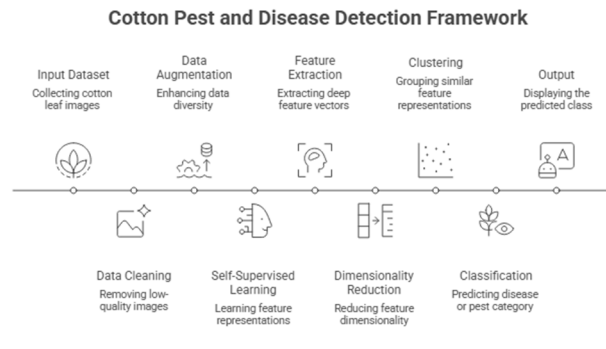 Cotton Pest and Disease Detection Framework
Input Dataset
Collecting cotton
leaf images
Data
Augmentation
Enhancing data
diversity
Feature
Extraction
Extracting deep
feature vectors
Clustering
Grouping similar
feature
representations
Output
Displaying the
predicted class
A
Data Cleaning
Removing low-
quality images
Self-Supervised
Learning
Learning feature
representations
Dimensionality
Reduction
Reducing feature
dimensionality
Classification
Predicting disease
or pest category